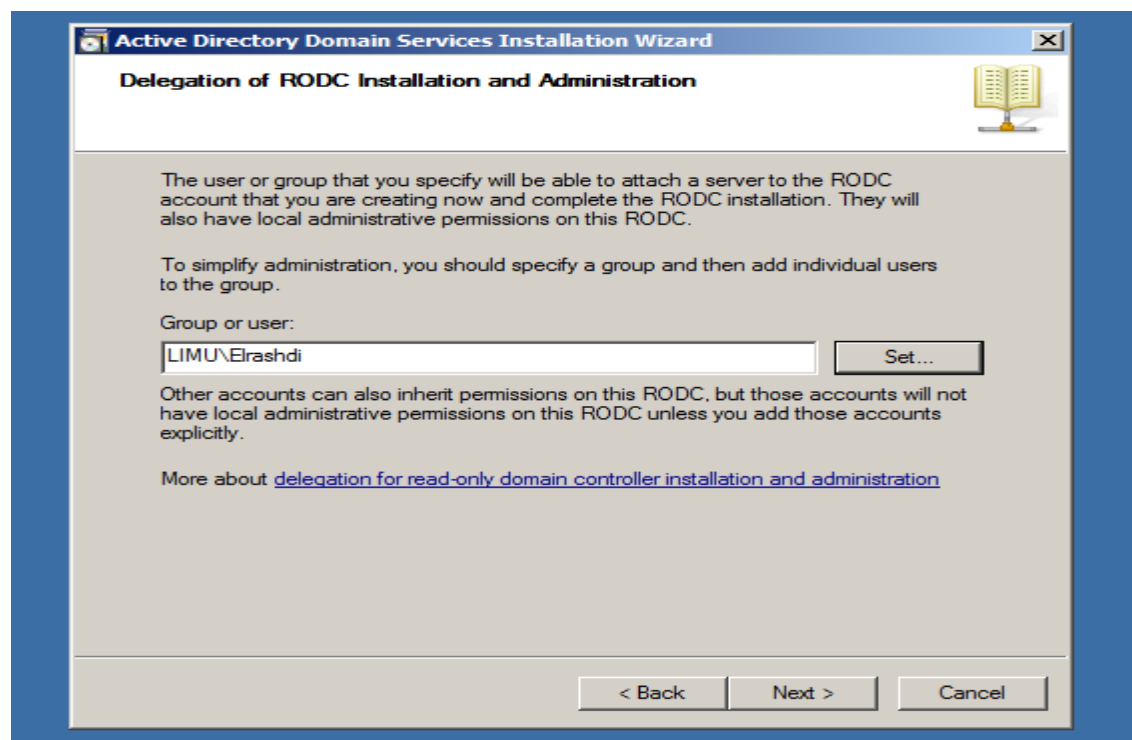 Active Directory Domain Services Installation Wizard
Delegation of RODC Installation and Administration
The user or group that you specify will be able to attach a server to the RODC
account that you are creating now and complete the RODC installation. They will
also have local administrative permissions on this RODC.
To simplify administration, you should specify a group and then add individual users
to the group.
Group or user:
LIMU\Elrashdi
Set...
Other accounts can also inherit permissions on this RODC, but those accounts will not
have local administrative permissions on this RODC unless you add those accounts
explicitly.
More about delegation for read-only domain controller installation and administration
< Back
Next >
Cancel